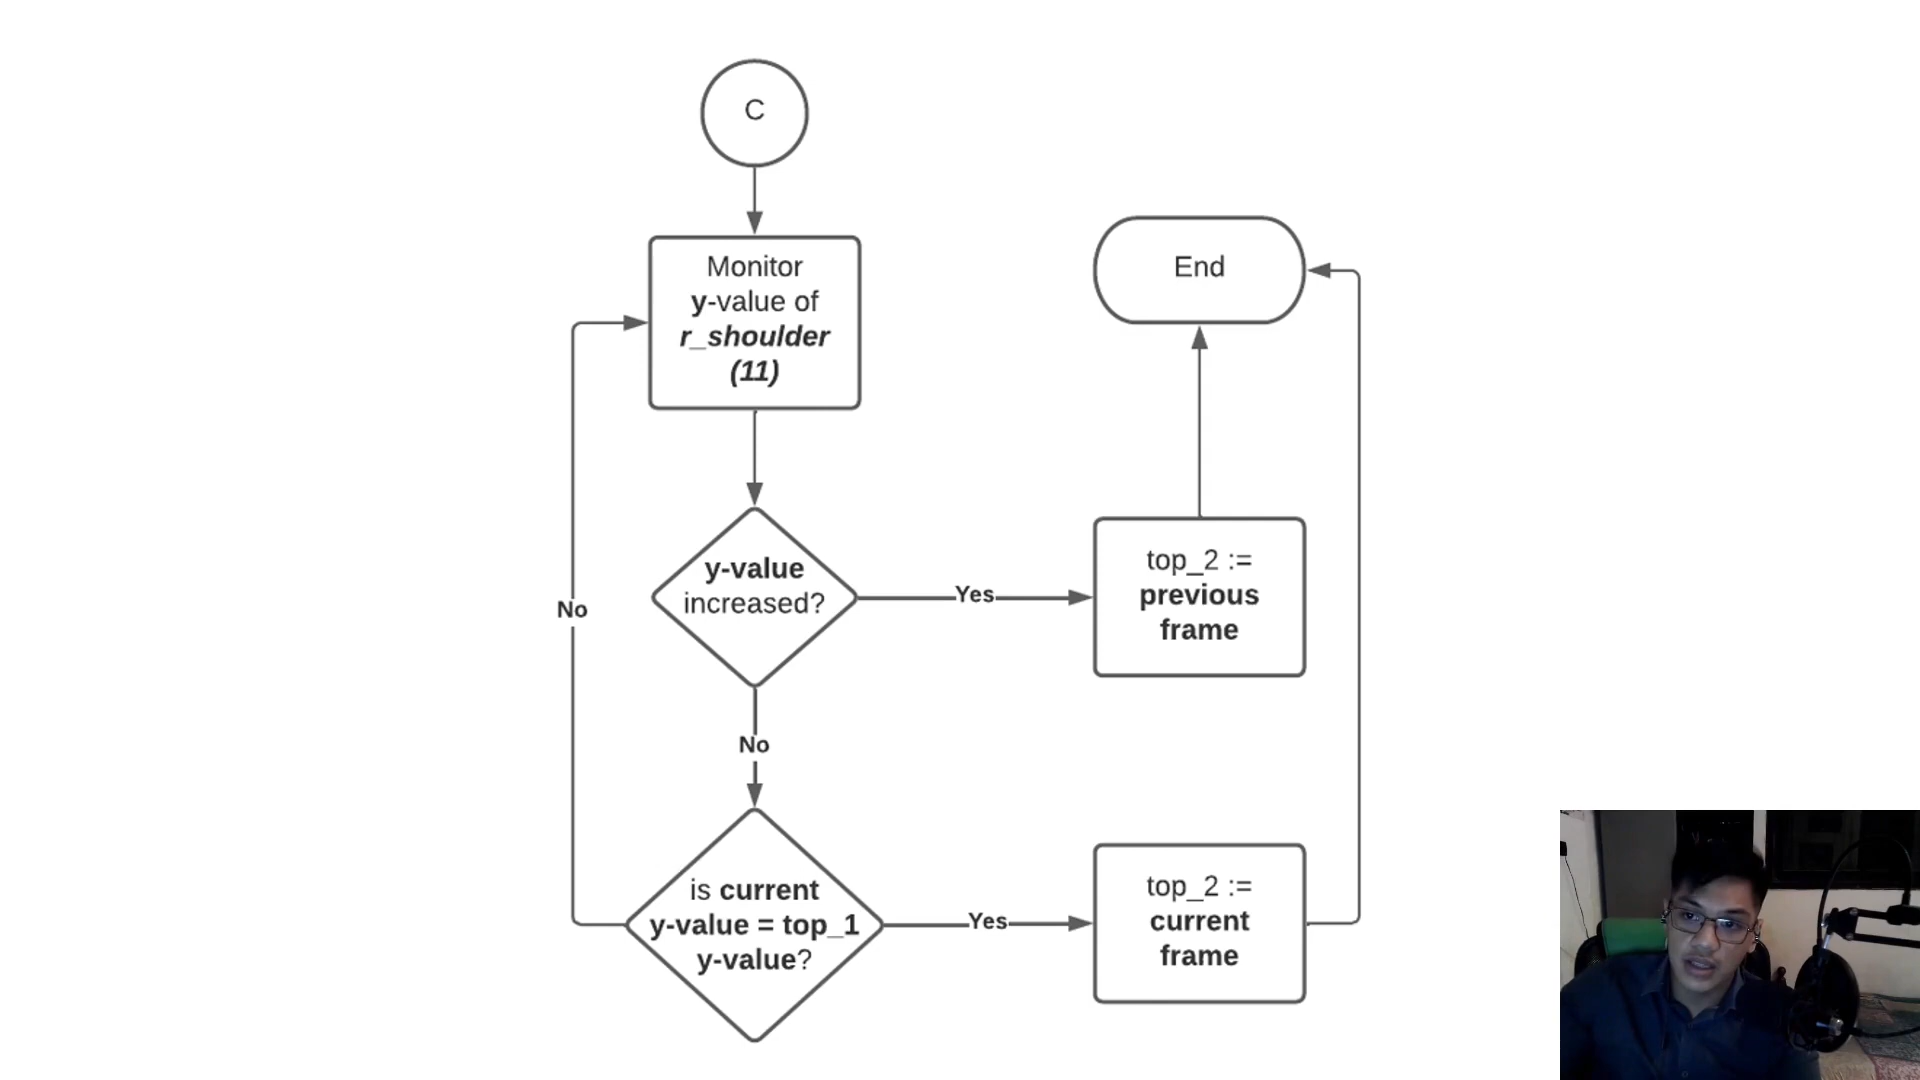 C
Monitor
y-value of
r_shoulder
(11)
End
y-value
increased?
Yes
top_2 :=
previous
frame
No
No
is current
y-value = top_1
y-value?
Yes
top_2 :=
current
frame